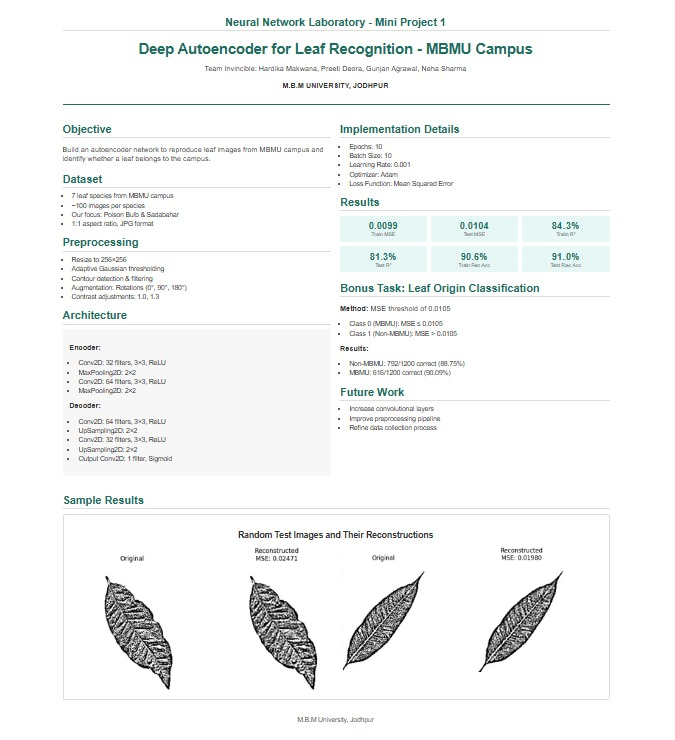 Neural Network Laboratory - Mini Project 1
Deep Autoencoder for Leaf Recognition - MBMU Campus
Team Invincible: Hardika Makwana, Preeti Deora, Gunjan Agrawal, Neha Sharma
M.B.M UNIVERSITY, JODHPUR
Objective
Build an autoencoder network to reproduce leaf images from MBMU campus and
identify whether a leaf belongs to the campus.
Dataset
• 7 leaf species from MBMU campus
• ~100 images per species
• Our focus: Poison Bulb & Sadabahar
• 1:1 aspect ratio, JPG format
Preprocessing
• Resize to 256×256
• Adaptive Gaussian thresholding
• Contour detection & filtering
• Augmentation: Rotations (0°, 90°, 180°)
• Contrast adjustments: 1.0, 1.3
Architecture
Encoder:
• Conv2D: 32 filters, 3×3, ReLU
• MaxPooling2D: 2×2
• Conv2D: 64 filters, 3×3, ReLU
• MaxPooling2D: 2×2
Decoder:
• Conv2D: 64 filters, 3×3, ReLU
• UpSampling2D: 2×2
• Conv2D: 32 filters, 3×3, ReLU
• UpSampling2D: 2×2
• Output Conv2D: 1 filter, Sigmoid
Implementation Details
• Epochs: 10
• Batch Size: 10
• Learning Rate: 0.001
• Optimizer: Adam
• Loss Function: Mean Squared Error
Results
0.0099
Train MSE
0.0104
Test MSE
84.3%
Train R²
81.3%
Test R²
90.6%
Train Rec Acc
91.0%
Test Rec Acc
Bonus Task: Leaf Origin Classification
Method: MSE threshold of 0.0105
• Class 0 (MBMU): MSE ≤ 0.0105
• Class 1 (Non-MBMU): MSE > 0.0105
Results:
• Non-MBMU: 792/1200 correct (88.75%)
• MBMU: 616/1200 correct (90.09%)
Future Work
• Increase convolutional layers
• Improve preprocessing pipeline
• Refine data collection process
Sample Results
Random Test Images and Their Reconstructions
Original
Reconstructed
MSE: 0.02471
Original
Reconstructed
MSE: 0.01980
M.B.M University, Jodhpur